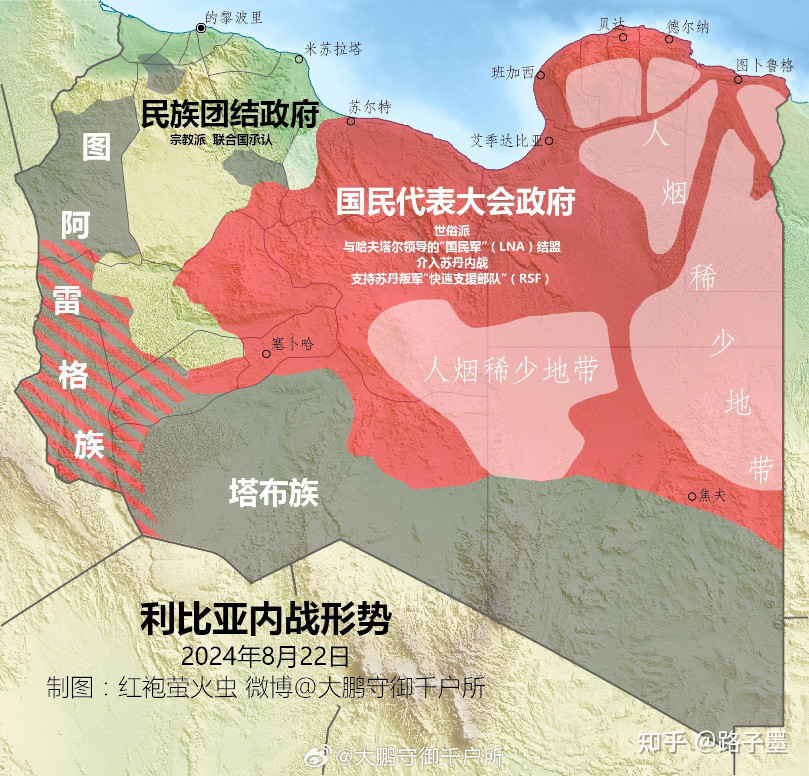 的黎波里
贝达
德尔纳
米苏拉塔
班加西
图卜鲁格
苏尔特
艾季达比亚
民族团结政府
宗教派 联合国承认
图阿雷格族
国民代表大会政府
世俗派
与哈夫塔尔领导的“国民军”（LNA）结盟
介入苏丹内战
支持苏丹叛军“快速支援部队”（RSF）
人烟稀少地带
塞卜哈
人烟稀少地带
塔布族
焦夫
利比亚内战形势
2024年8月22日
制图：红袍萤火虫 微博@大鹏守御千户所
@大鹏守御千户所
知乎 @路子墨